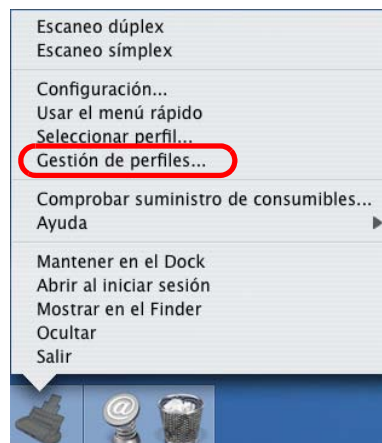 Escaneo dúplex
Escaneo símplex
Configuración...
Usar el menú rápido
Seleccionar perfil...
Gestión de perfiles...
Comprobar suministro de consumibles...
Ayuda
Mantener en el Dock
Abrir al iniciar sesión
Mostrar en el Finder
Ocultar
Salir
@